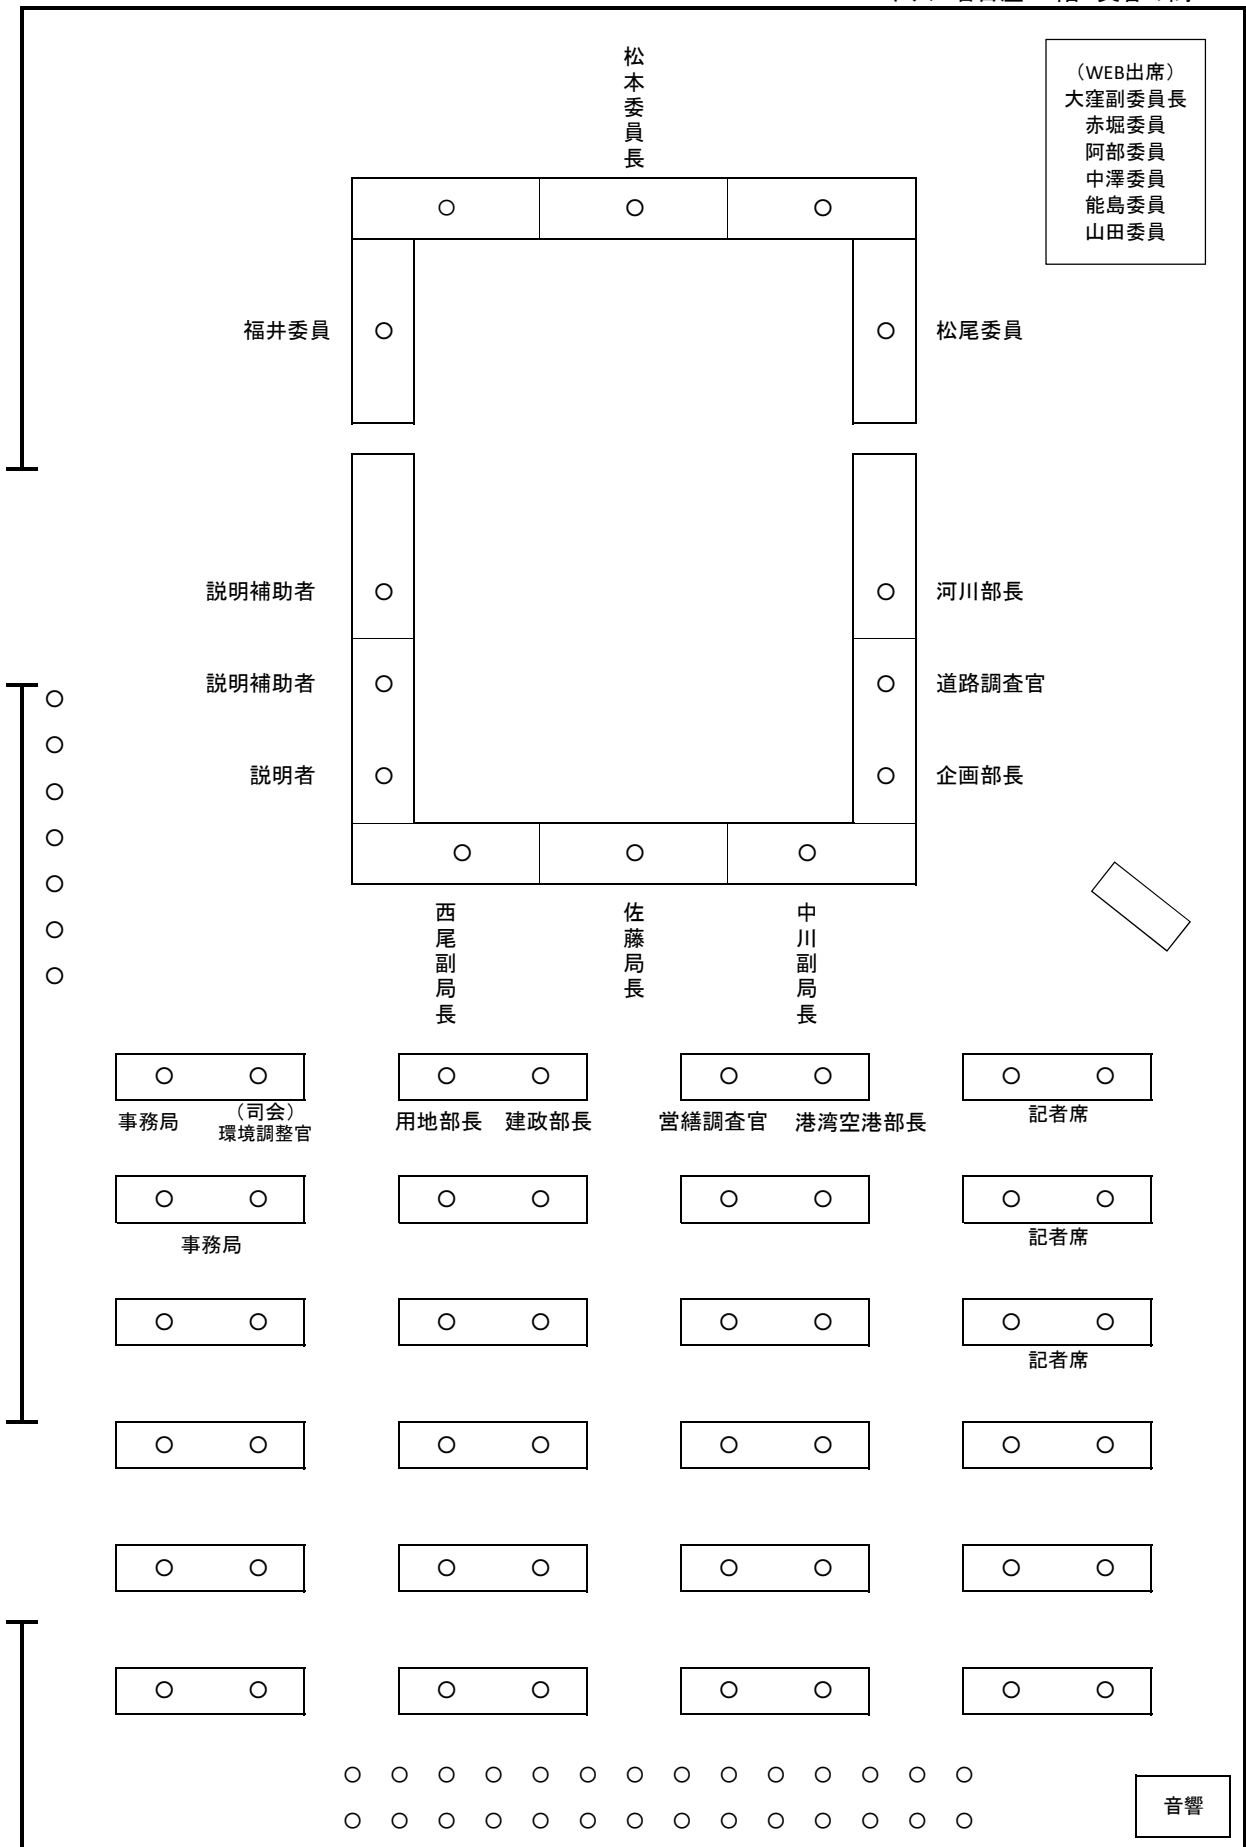 松本委員長
（WEB出席）
大窪副委員長
赤堀委員
阿部委員
中澤委員
能島委員
山田委員
福井委員
松尾委員
説明補助者
河川部長
説明補助者
道路調査官
説明者
企画部長
西尾副局長
佐藤局長
中川副局長
事務局
（司会）
環境調整官
用地部長
建政部長
営繕調査官
港湾空港部長
記者席
事務局
記者席
記者席
音響